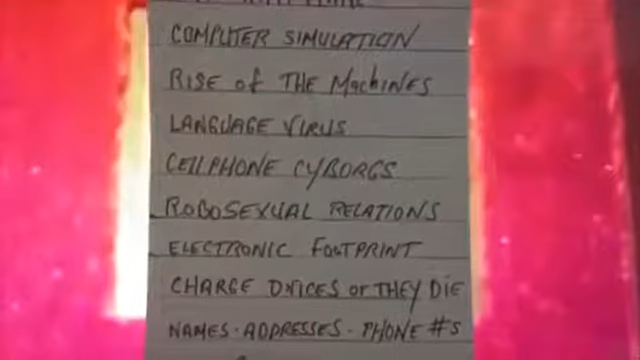 COMPUTER SIMULATION
RISE of THE MACHINES
LANGUAGE VIRUS
CELLPHONE CYBORGS
ROBOSEXUAL RELATIONS
ELECTRONIC FOOTPRINT
CHARGE DVICES or THEY DIE
NAMES·ADDRESSES·PHONE #'S